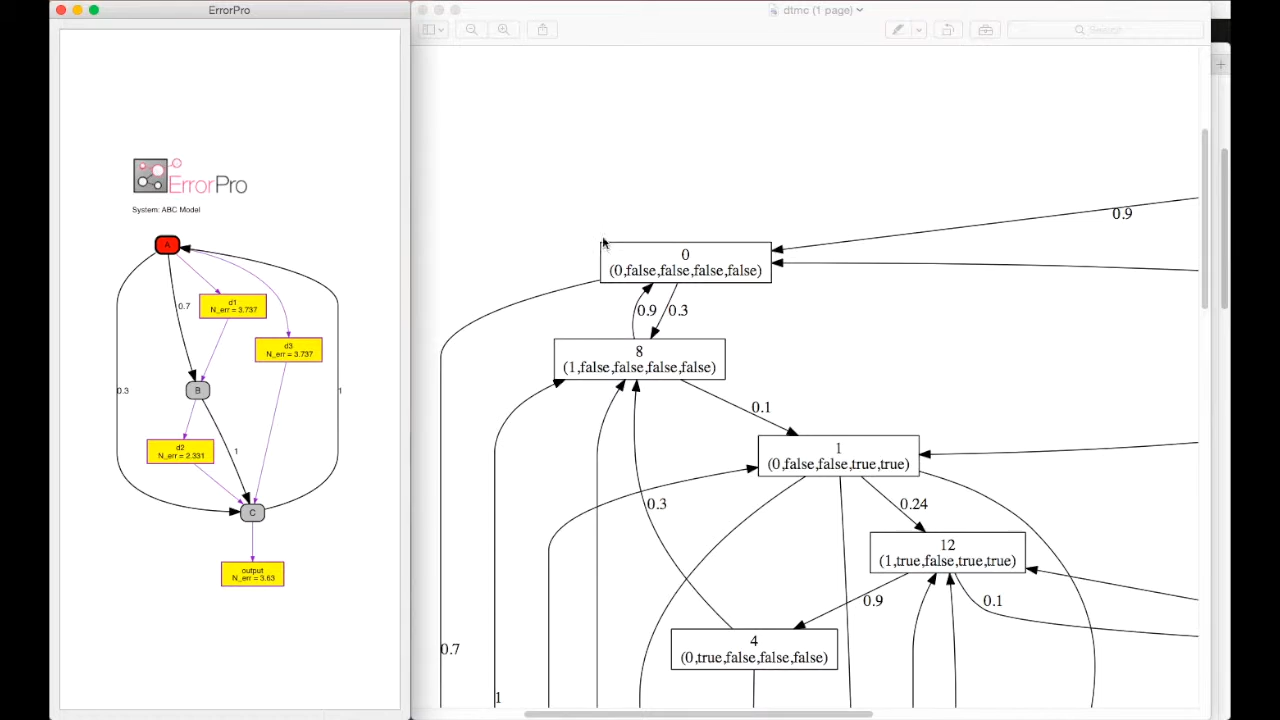 ErrorPro
dtmc (1 page)
Search
ErrorPro
System: ABC Model
A
d1
N_err = 3.737
0.7
d3
N_err = 3.737
0.3
B
1
d2
N_err = 2.331
1
C
output
N_err = 3.63
0.9
0
(0,false,false,false,false)
0.9
0.3
8
(1,false,false,false,false)
0.1
1
(0,false,false,true,true)
0.3
0.24
12
(1,true,false,true,true)
0.9
0.1
4
(0,true,false,false,false)
0.7
1